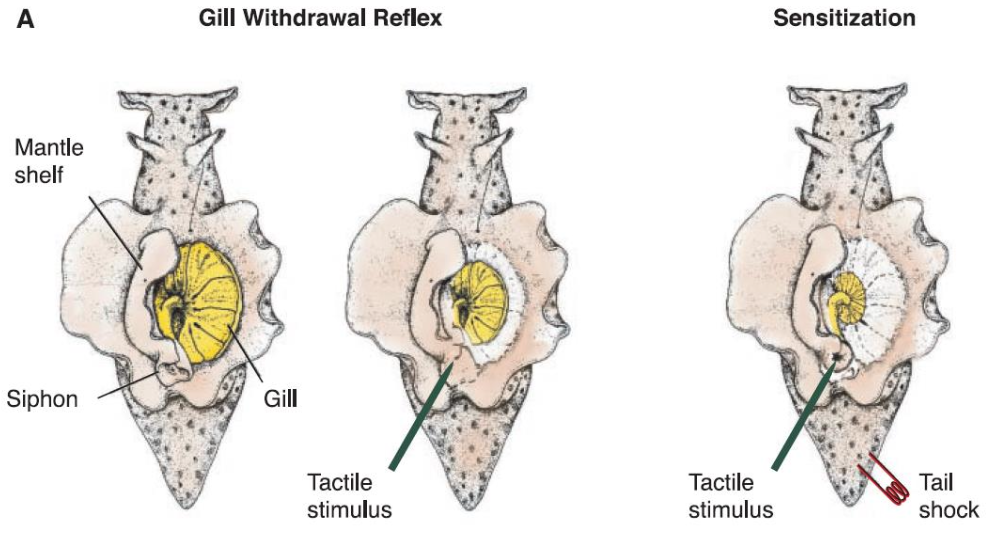 A
Gill Withdrawal Reflex
Sensitization
Mantle
shelf
Siphon
Gill
Tactile
stimulus
Tactile
stimulus
Tail
shock